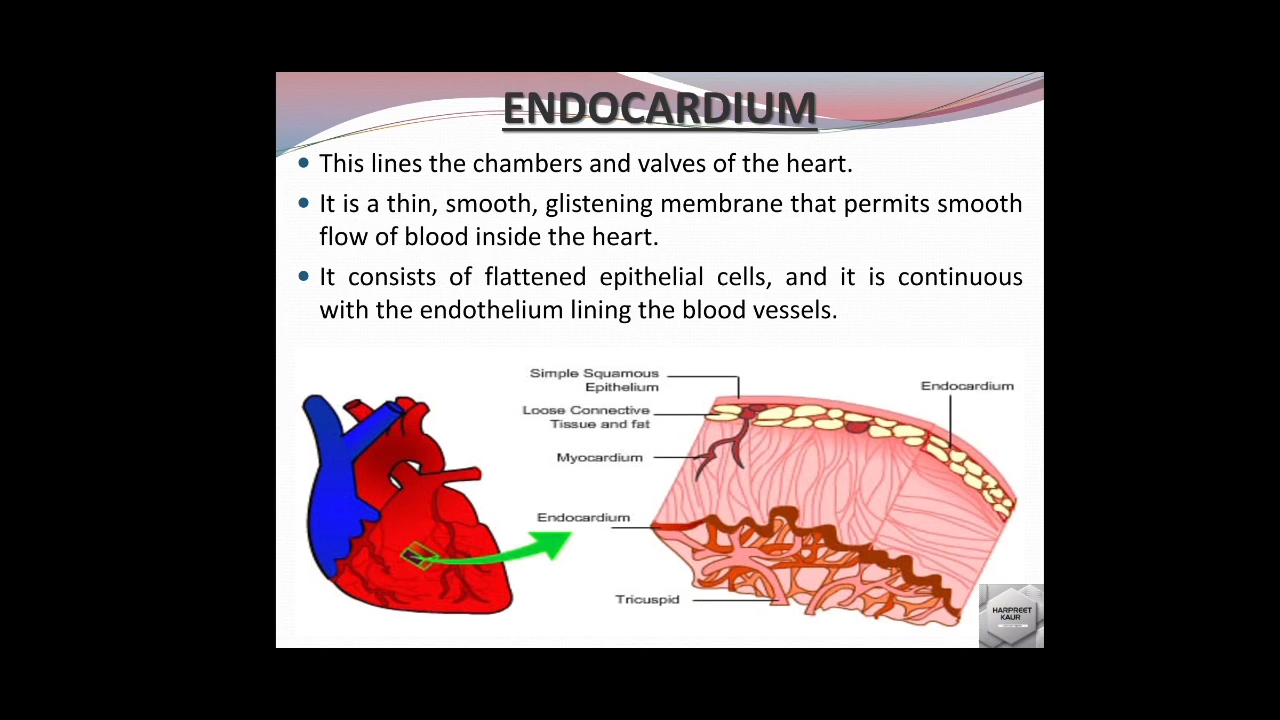 ENDOCARDIUM
• This lines the chambers and valves of the heart.
• It is a thin, smooth, glistening membrane that permits smooth
flow of blood inside the heart.
• It consists of flattened epithelial cells, and it is continuous
with the endothelium lining the blood vessels.
Simple Squamous
Epithelium
Endocardium
Loose Connective
Tissue and fat
Myocardium
Endocardium
Tricuspid
HARPREET
KAUR